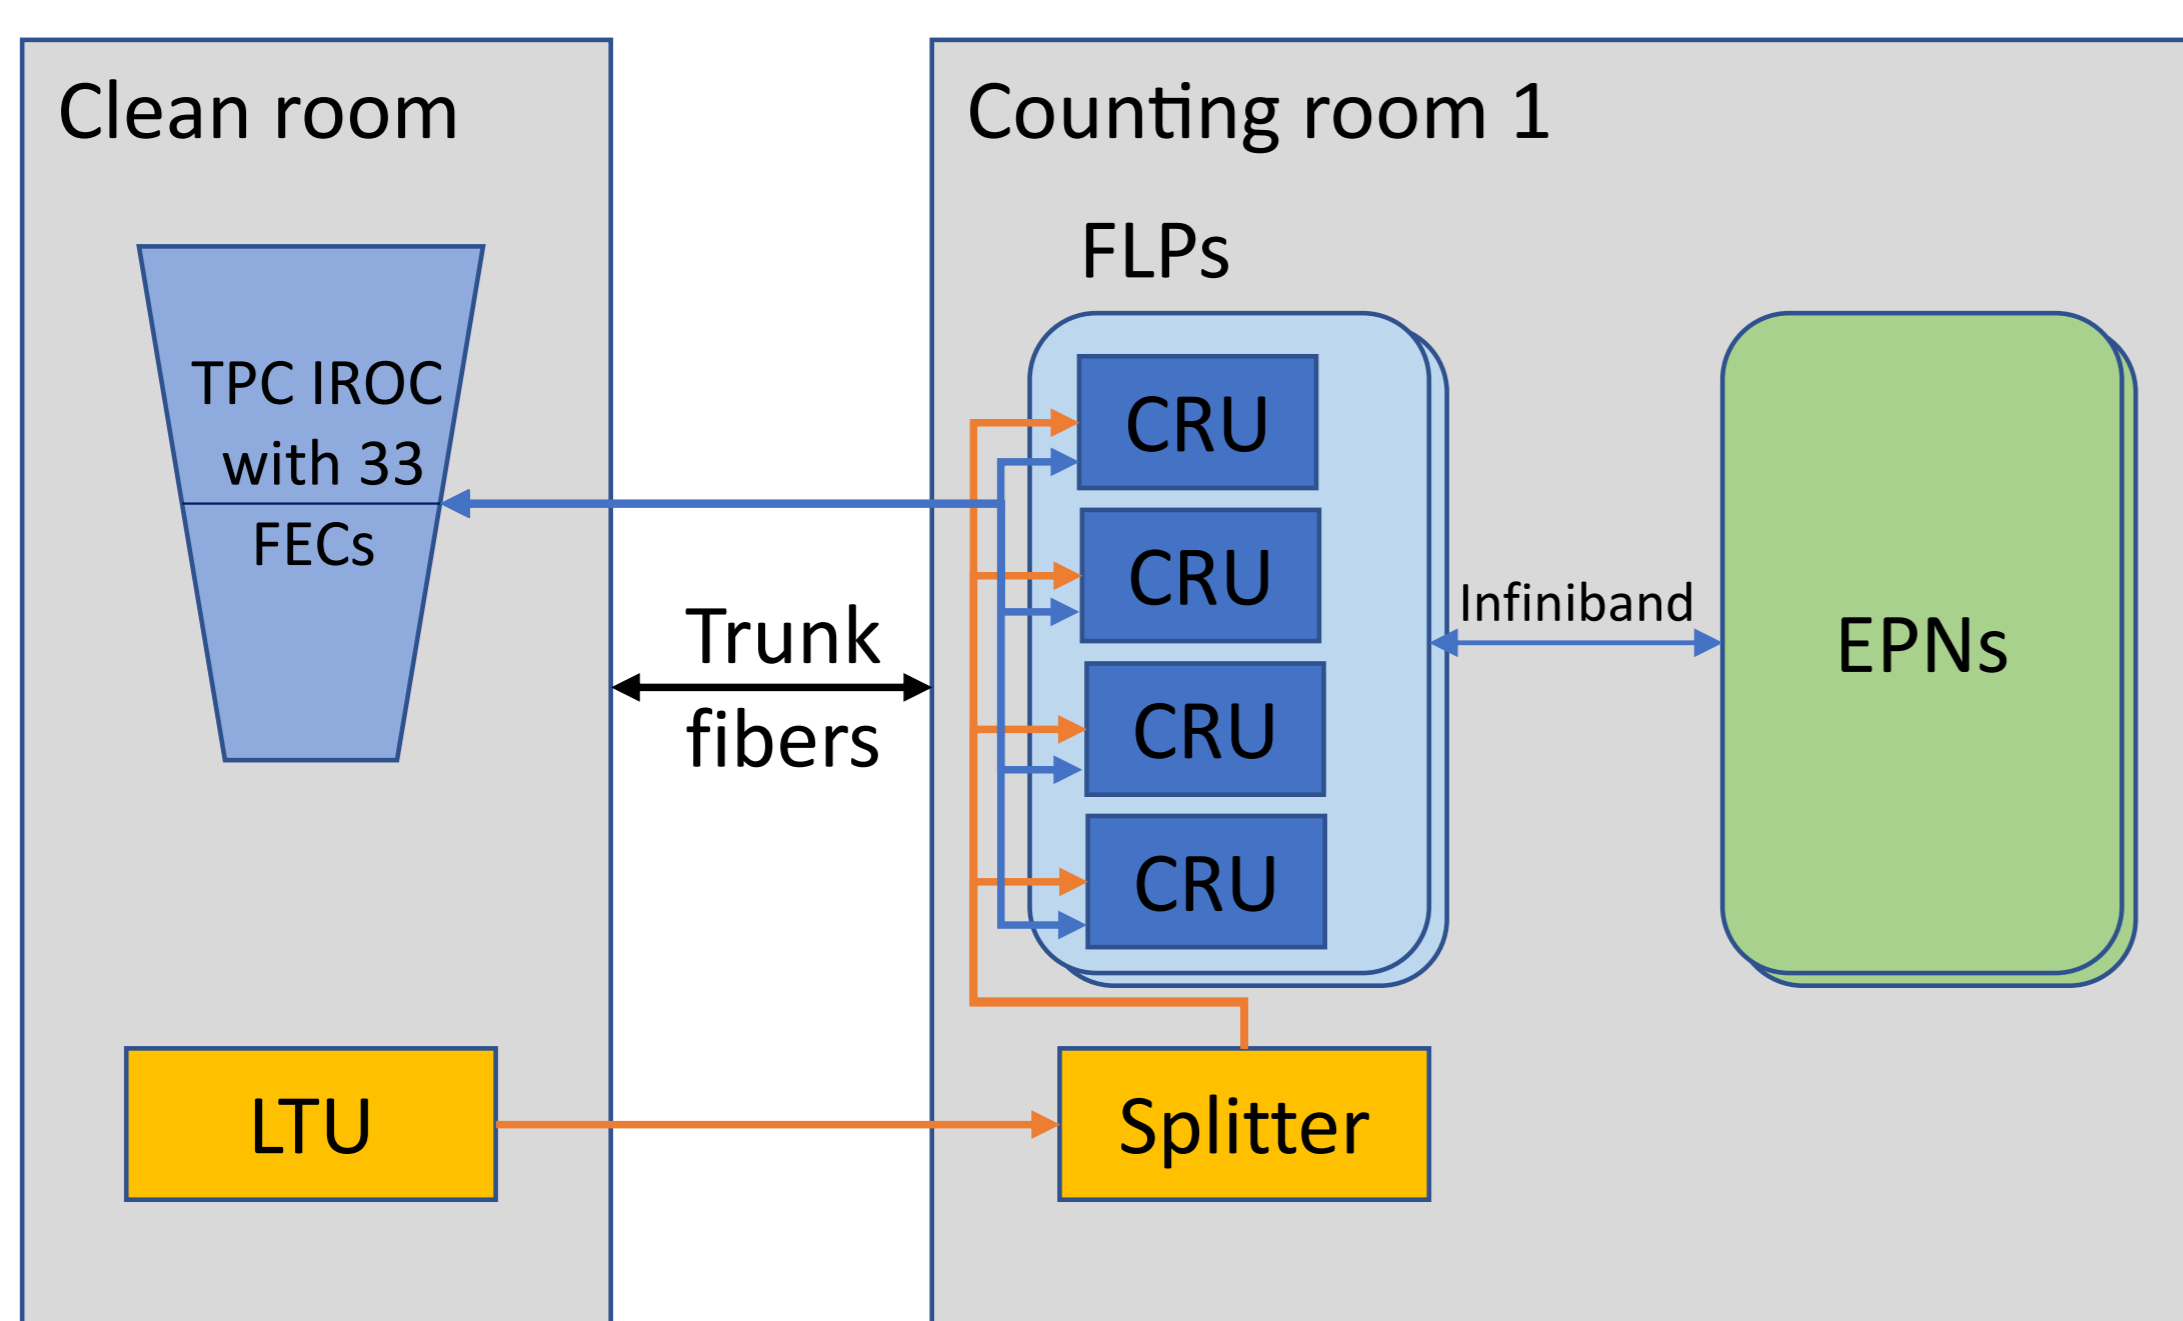 Clean room
TPC IROC
with 33
FECs
LTU
Trunk
fibers
Counting room 1
FLPs
CRU
CRU
CRU
CRU
Infiniband
EPNs
Splitter